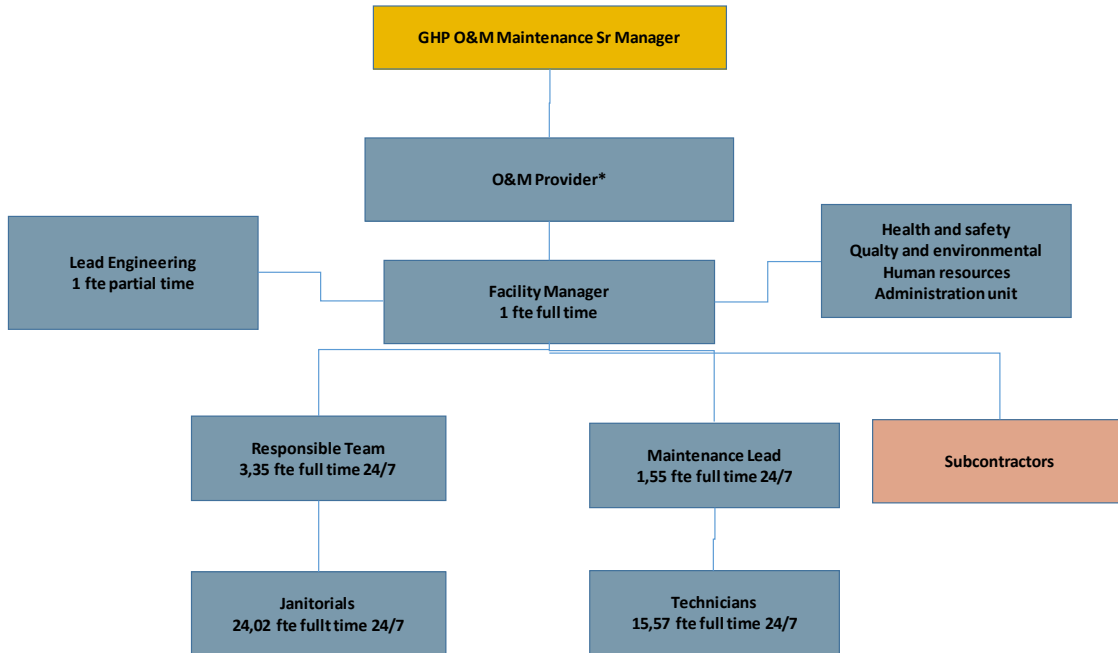 GHP O&M Maintenance Sr Manager
O&M Provider*
Lead Engineering
1 fte partial time
Facility Manager
1 fte full time
Health and safety
Qualty and environmental
Human resources
Administration unit
Responsible Team
3,35 fte full time 24/7
Maintenance Lead
1,55 fte full time 24/7
Subcontractors
Janitorials
24,02 fte fullt time 24/7
Technicians
15,57 fte full time 24/7